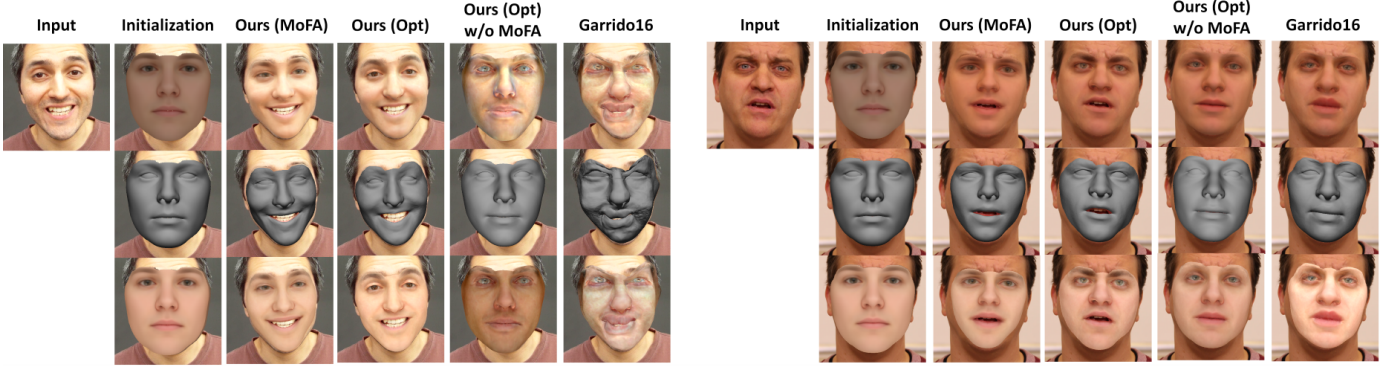 Input
Initialization
Ours (MoFA)
Ours (Opt)
Ours (Opt)
w/o MoFA
Garrido16
Input
Initialization
Ours (MoFA)
Ours (Opt)
Ours (Opt)
w/o MoFA
Garrido16